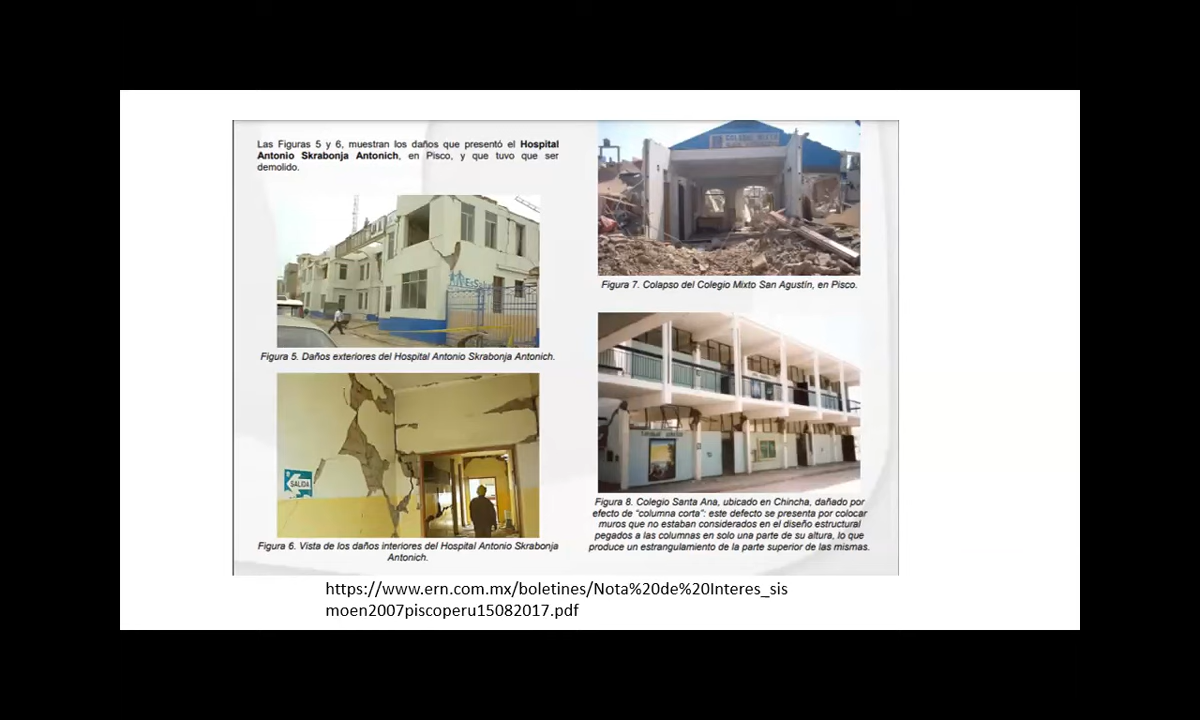 Las Figuras 5 y 6, muestran los daños que presentó el Hospital
Antonio Skrabonja Antonich, en Pisco, y que tuvo que ser
demolido.
Figura 5. Daños exteriores del Hospital Antonio Skrabonja Antonich.
SALIDA
Figura 6. Vista de los daños interiores del Hospital Antonio Skrabonja
Antonich.
Figura 7. Colapso del Colegio Mixto San Agustín, en Pisco.
Figura 8. Colegio Santa Ana, ubicado en Chincha, dañado por
efecto de “columna corta”: este defecto se presenta por colocar
muros que no estaban considerados en el diseño estructural
pegados a las columnas en solo una parte de su altura, lo que
produce un estrangulamiento de la parte superior de las mismas.
https://www.ern.com.mx/boletines/Nota%20de%20Interes_sis
moen2007piscoperu15082017.pdf